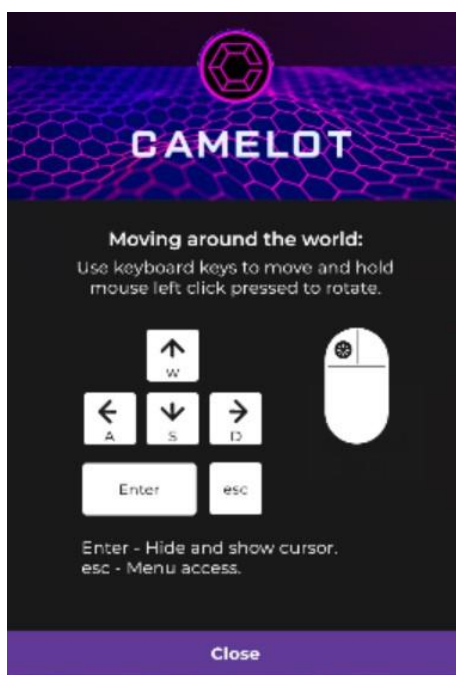 CAMELOT
Moving around the world:
Use keyboard keys to move and hold
mouse left click pressed to rotate.
W
A S D
Enter esc
Enter - Hide and show cursor.
esc - Menu access.
Close